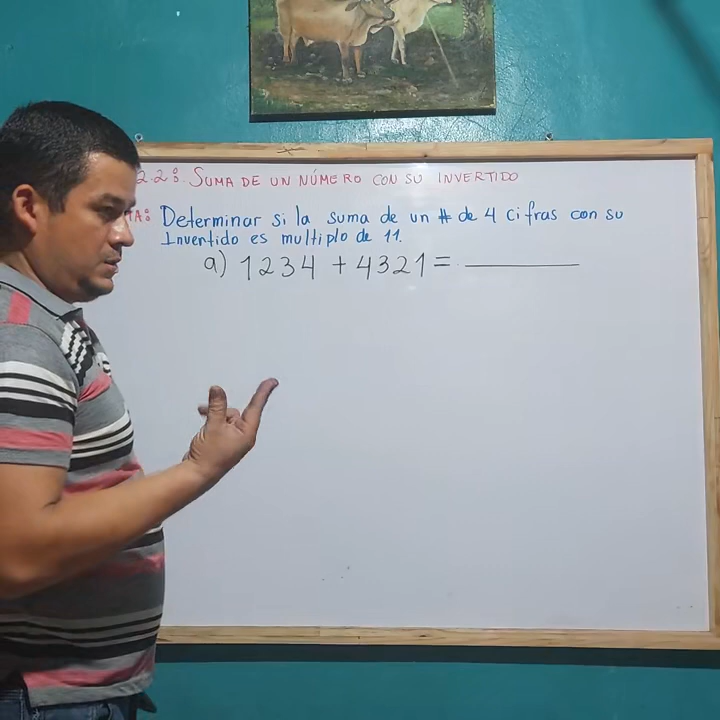 2.2: SUMA DE UN NÚMERO CON SU INVERTIDO
Determinar si la suma de un # de 4 cifras con su
Invertido es multiplo de 11.
a) 1234 + 4321 = ________